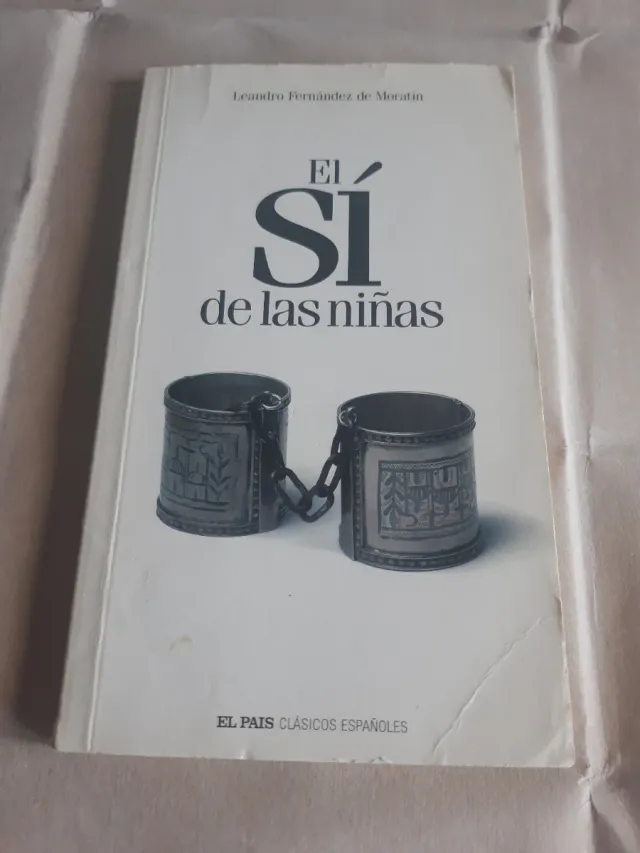 Leandro Fernández de Moratín
El
SÍ
de las niñas
EL PAIS CLÁSICOS ESPAÑOLES